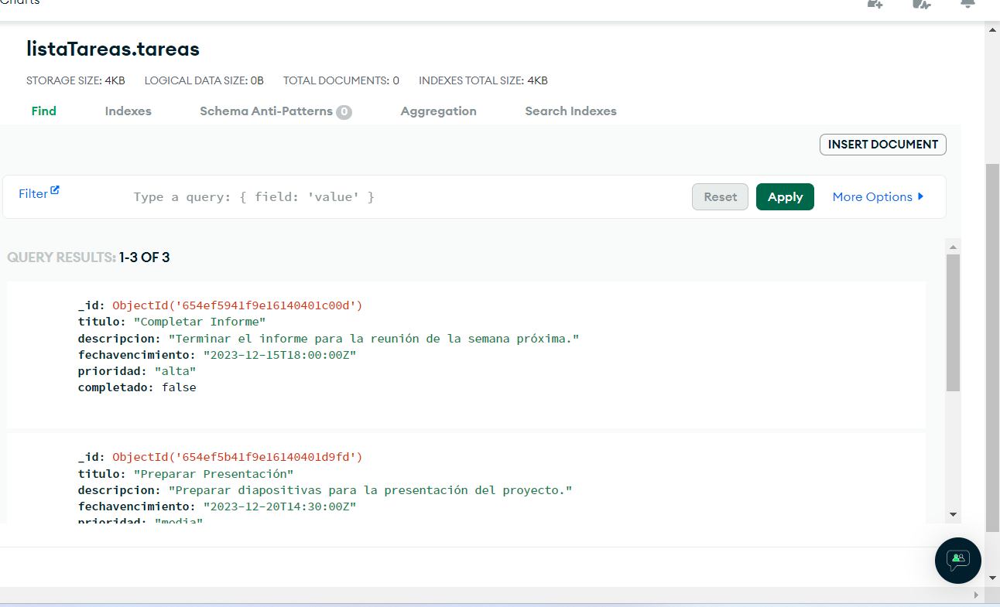 Charts
listaTareas.tareas
STORAGE SIZE: 4KB LOGICAL DATA SIZE: 0B TOTAL DOCUMENTS: 0 INDEXES TOTAL SIZE: 4KB
Find Indexes Schema Anti-Patterns 0 Aggregation Search Indexes
INSERT DOCUMENT
Filter Type a query: { field: 'value' } Reset Apply More Options
QUERY RESULTS: 1-3 OF 3
_id: ObjectId('654ef5941f9e16140401c00d')
titulo: "Completar Informe"
descripcion: "Terminar el informe para la reunión de la semana próxima."
fechavencimiento: "2023-12-15T18:00:00Z"
prioridad: "alta"
completado: false
_id: ObjectId('654ef5b41f9e16140401d9fd')
titulo: "Preparar Presentación"
descripcion: "Preparar diapositivas para la presentación del proyecto."
fechavencimiento: "2023-12-20T14:30:00Z"
prioridad: "media"